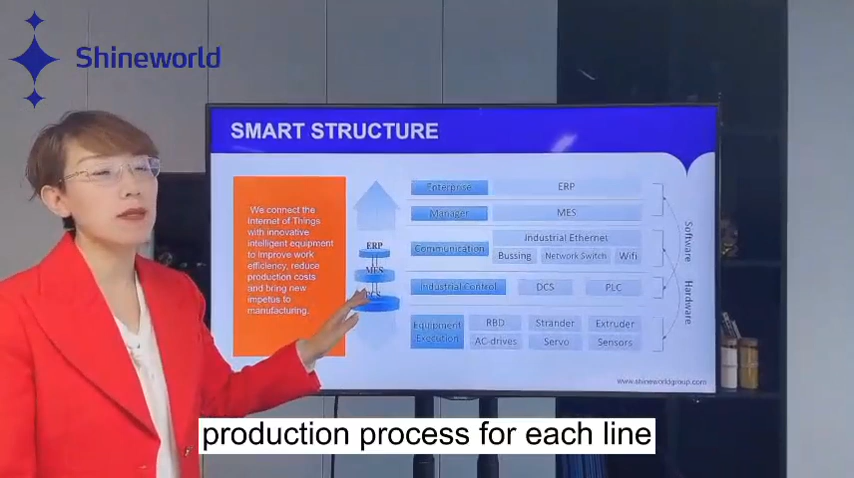 Shineworld
SMART STRUCTURE
We connect the
Internet of Things
with innovative
intelligent equipment
to improve work
efficiency, reduce
production costs
and bring new
impetus to
manufacturing.
ERP
MES
Enterprise
ERP
Manager
MES
Communication
Industrial Ethernet
Bussing
Network Switch
Wifi
Industrial Control
DCS
PLC
Equipment
Execution
RBD
Strander
Extruder
AC-drives
Servo
Sensors
Software
Hardware
www.shineworldgroup.com
production process for each line